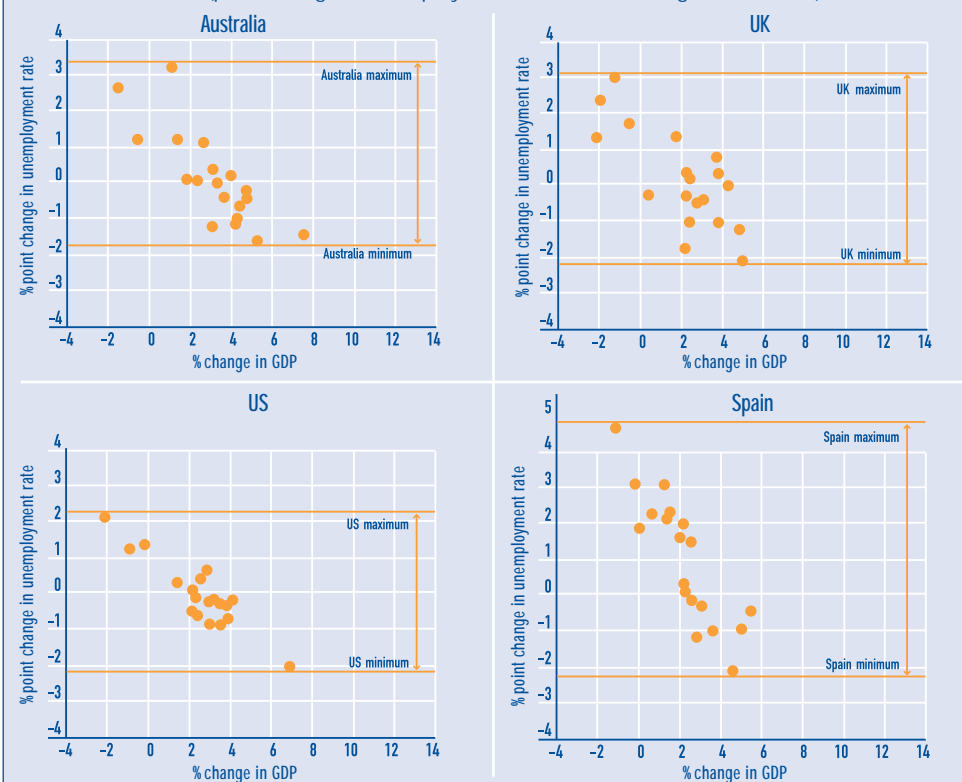 Australia
% point change in unemployment rate
4
3
2
1
0
-1
-2
-3
-4
Australia maximum
Australia minimum
-4 -2 0 2 4 6 8 10 12 14
% change in GDP
UK
% point change in unemployment rate
4
3
2
1
0
-1
-2
-3
-4
UK maximum
UK minimum
-4 -2 0 2 4 6 8 10 12 14
% change in GDP
US
% point change in unemployment rate
4
3
2
1
0
-1
-2
-3
-4
US maximum
US minimum
-4 -2 0 2 4 6 8 10 12 14
% change in GDP
Spain
% point change in unemployment rate
5
4
3
2
1
0
-1
-2
-3
-4
Spain maximum
Spain minimum
-4 -2 0 2 4 6 8 10 12 14
% change in GDP